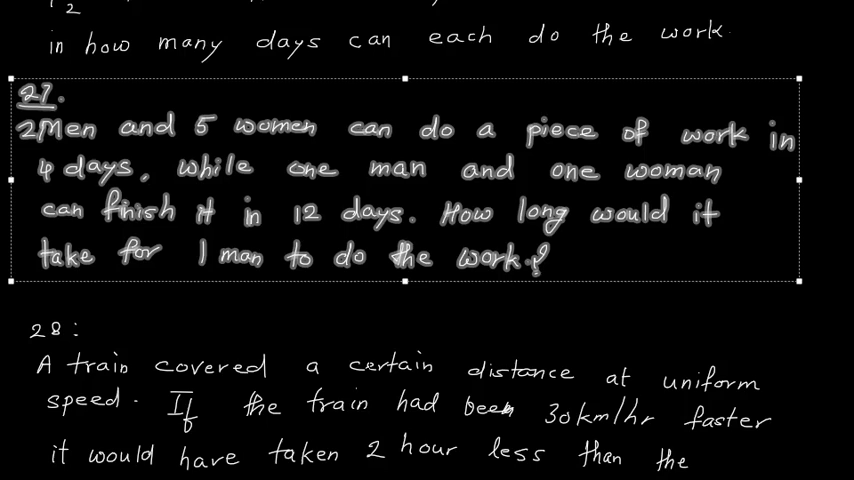 in how many days can each do the work.
27.
2Men and 5 women can do a piece of work in
4 days, while one man and one woman
can finish it in 12 days. How long would it
take for 1 man to do the work.?
28:
A train covered a certain distance at uniform
speed. If the train had been 30km/hr faster
it would have taken 2 hour less than the